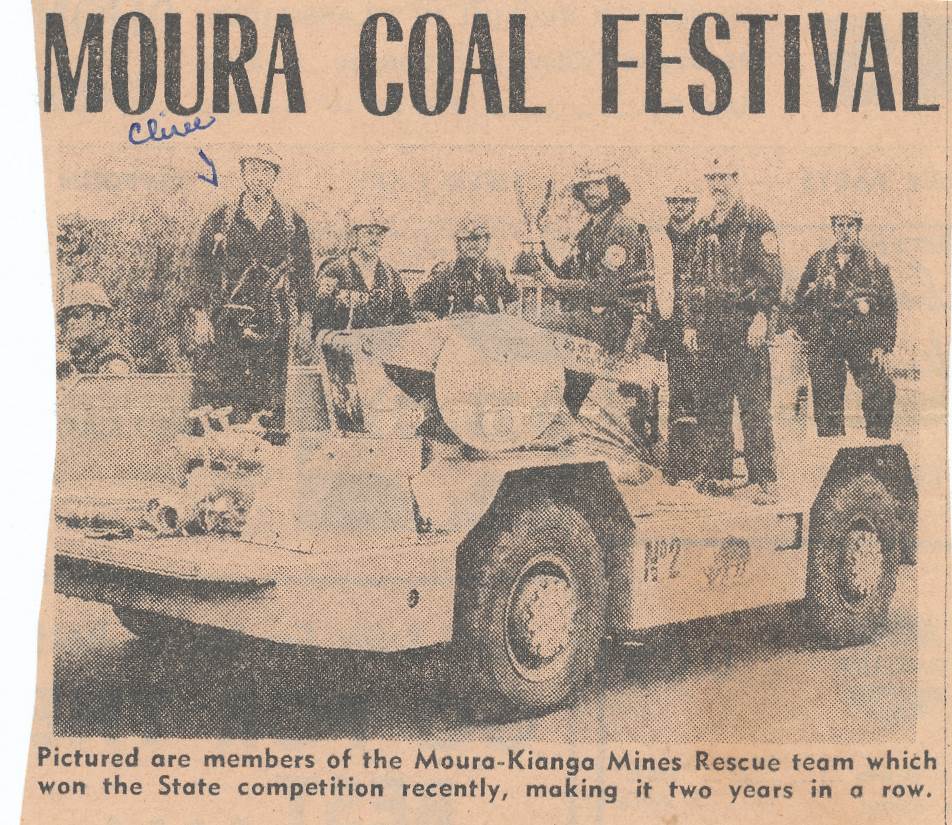 MOURA COAL FESTIVAL
Clive
Nº2
Pictured are members of the Moura-Kianga Mines Rescue team which
won the State competition recently, making it two years in a row.